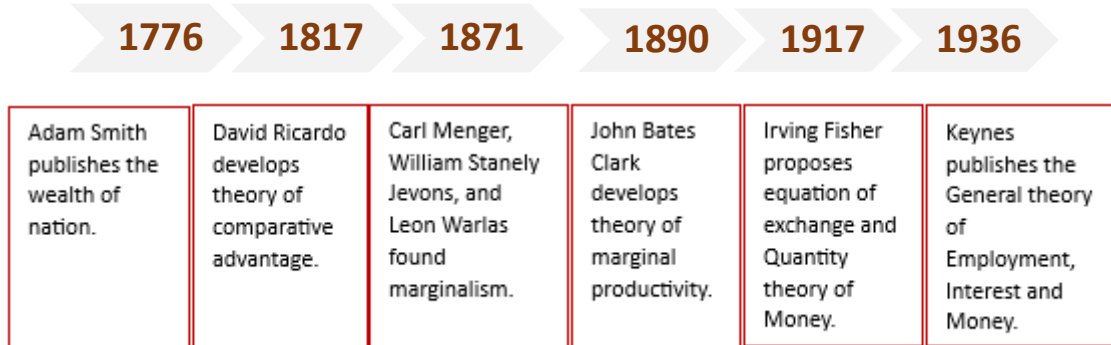 1776 1817 1871 1890 1917 1936
Adam Smith
publishes the
wealth of
nation.
David Ricardo
develops
theory of
comparative
advantage.
Carl Menger,
William Stanely
Jevons, and
Leon Warlas
found
marginalism.
John Bates
Clark
develops
theory of
marginal
productivity.
Irving Fisher
proposes
equation of
exchange and
Quantity
theory of
Money.
Keynes
publishes the
General theory
of
Employment,
Interest and
Money.